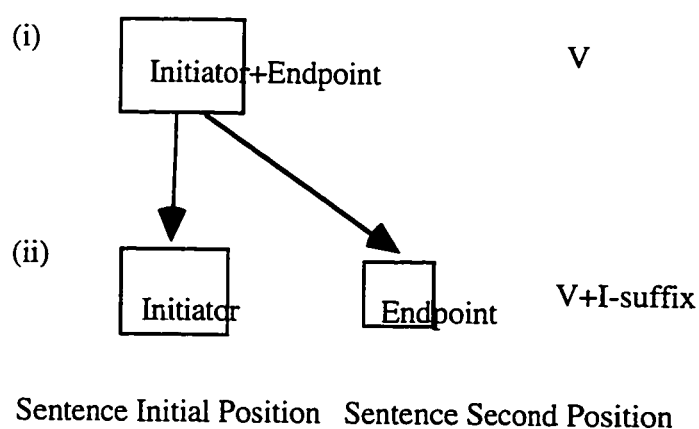 (i)
Initiator+Endpoint V
(ii)
Initiator Endpoint V+I-suffix
Sentence Initial Position Sentence Second Position